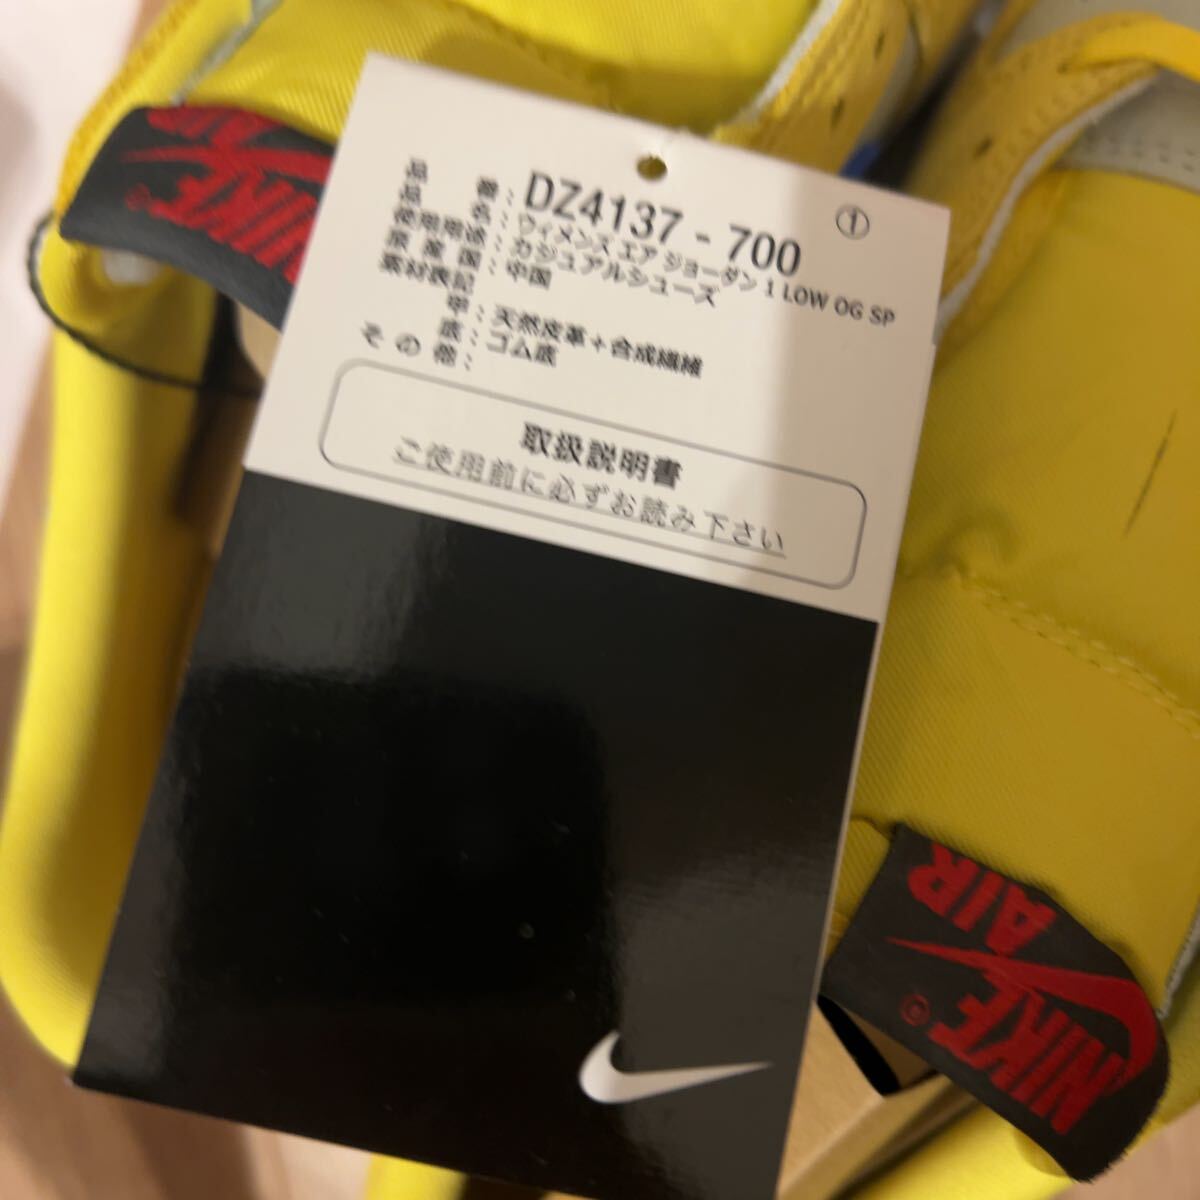 品 番 : DZ4137 - 700 ①
品 名 : ウィメンズ エア ジョーダン 1 LOW OG SP
使用用途 : カジュアルシューズ
原 産 国 : 中国
素材表記
甲 : 天然皮革＋合成繊維
底 : ゴム底
そ の 他 :
取扱説明書
ご使用前に必ずお読み下さい
NIKE
AIR
NIKE
AIR